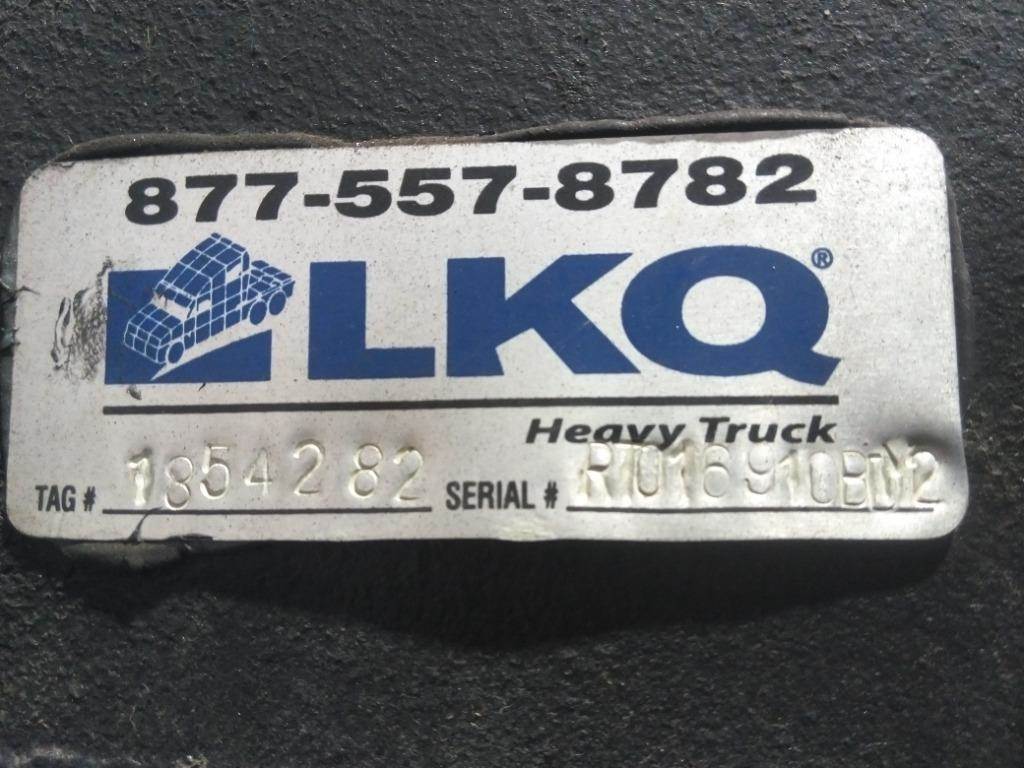 877-557-8782
LKQ®
Heavy Truck
TAG # 1854282 SERIAL #